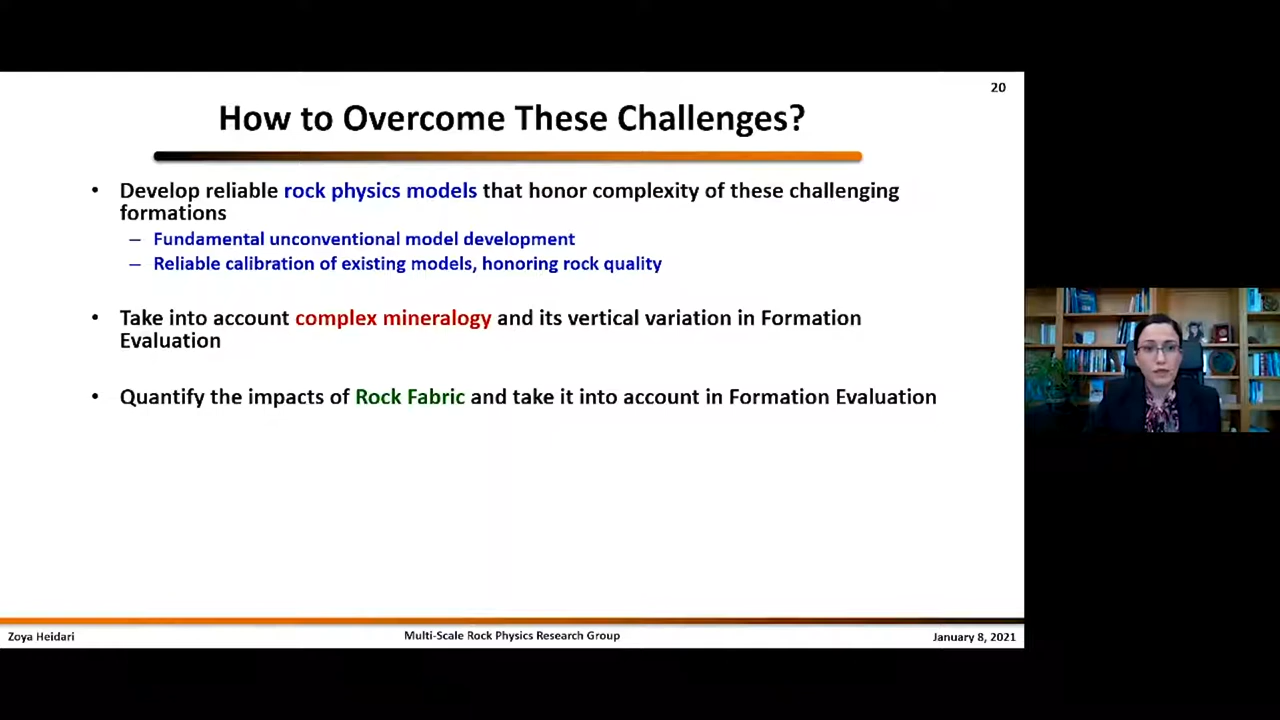 20
How to Overcome These Challenges?
• Develop reliable rock physics models that honor complexity of these challenging
formations
– Fundamental unconventional model development
– Reliable calibration of existing models, honoring rock quality
• Take into account complex mineralogy and its vertical variation in Formation
Evaluation
• Quantify the impacts of Rock Fabric and take it into account in Formation Evaluation
Zoya Heidari
Multi-Scale Rock Physics Research Group
January 8, 2021